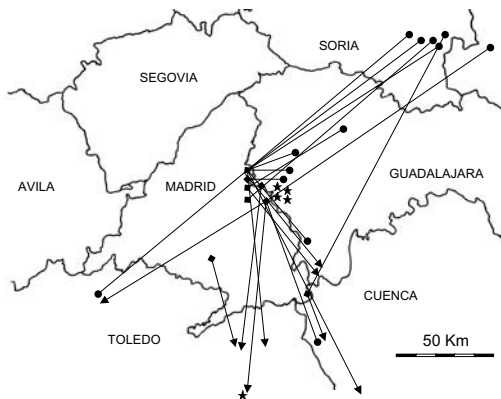 SORIA
SEGOVIA
AVILA
MADRID
GUADALAJARA
CUENCA
TOLEDO
50 Km